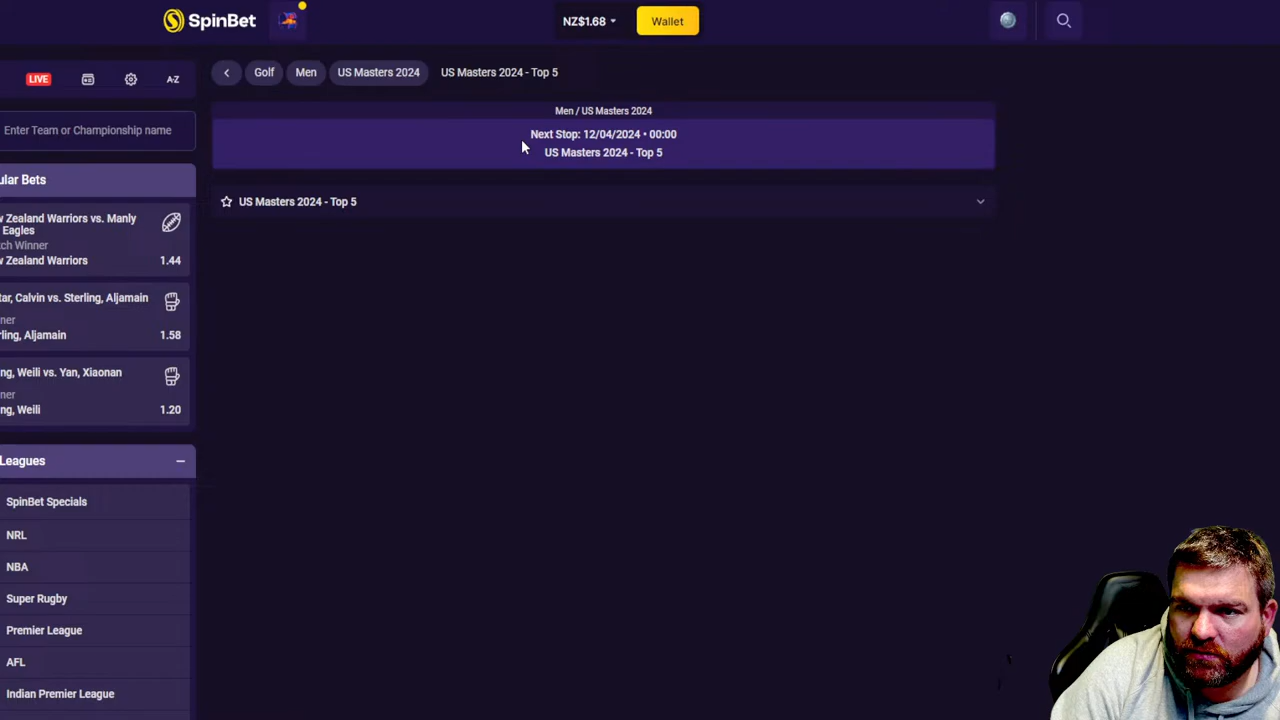 SpinBet
NZ$1.68
Wallet
LIVE
A-Z
Golf
Men
US Masters 2024
US Masters 2024 - Top 5
Enter Team or Championship name
Men / US Masters 2024
Next Stop: 12/04/2024 • 00:00
US Masters 2024 - Top 5
US Masters 2024 - Top 5
ular Bets
w Zealand Warriors vs. Manly
Eagles
tch Winner
w Zealand Warriors 1.44
tar, Calvin vs. Sterling, Aljamain
ner
rling, Aljamain 1.58
ng, Weili vs. Yan, Xiaonan
ner
ng, Weili 1.20
Leagues
SpinBet Specials
NRL
NBA
Super Rugby
Premier League
AFL
Indian Premier League